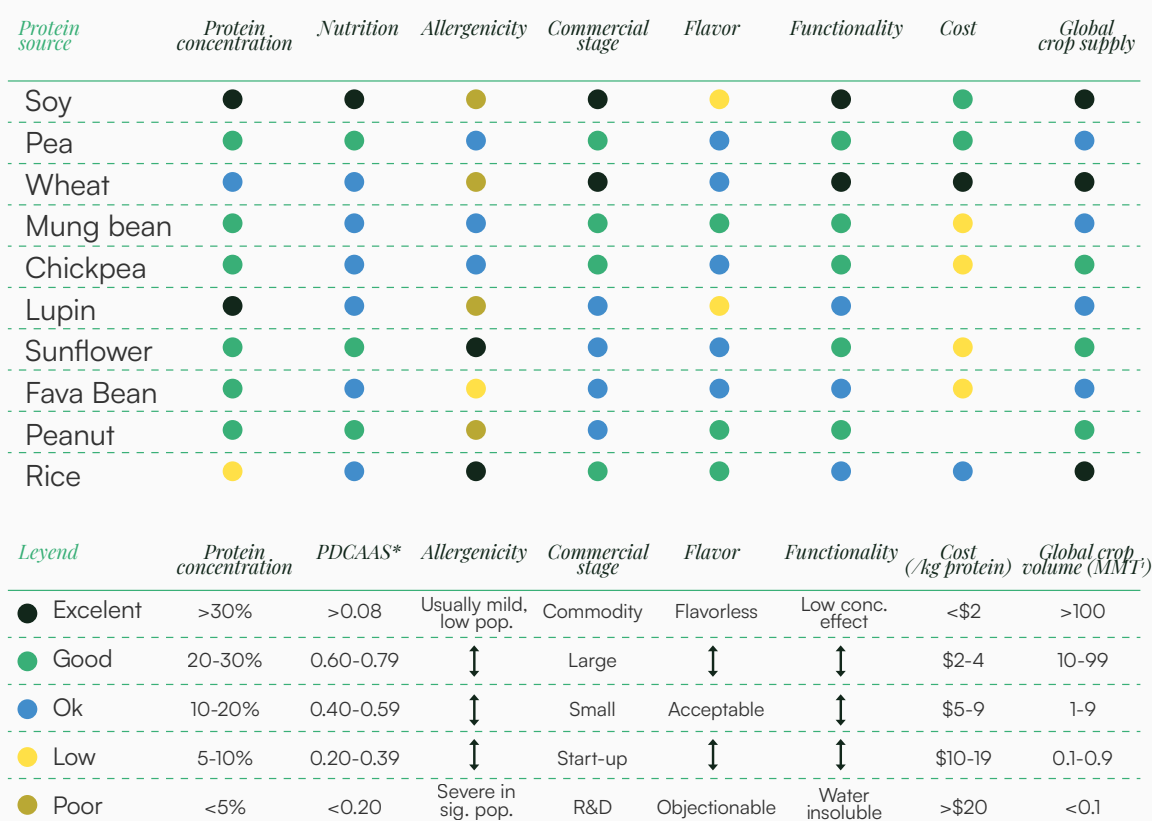 Protein source
Protein concentration
Nutrition
Allergenicity
Commercial stage
Flavor
Functionality
Cost
Global crop supply
Soy
Pea
Wheat
Mung bean
Chickpea
Lupin
Sunflower
Fava Bean
Peanut
Rice
Leyend
Protein concentration
PDCAAS*
Allergenicity
Commercial stage
Flavor
Functionality
Cost (/kg protein)
Global crop volume (MMT¹)
Excelent >30% >0.08 Usually mild, low pop. Commodity Flavorless Low conc. effect <$2 >100
Good 20-30% 0.60-0.79 Large $2-4 10-99
Ok 10-20% 0.40-0.59 Small Acceptable $5-9 1-9
Low 5-10% 0.20-0.39 Start-up $10-19 0.1-0.9
Poor <5% <0.20 Severe in sig. pop. R&D Objectionable Water insoluble >$20 <0.1